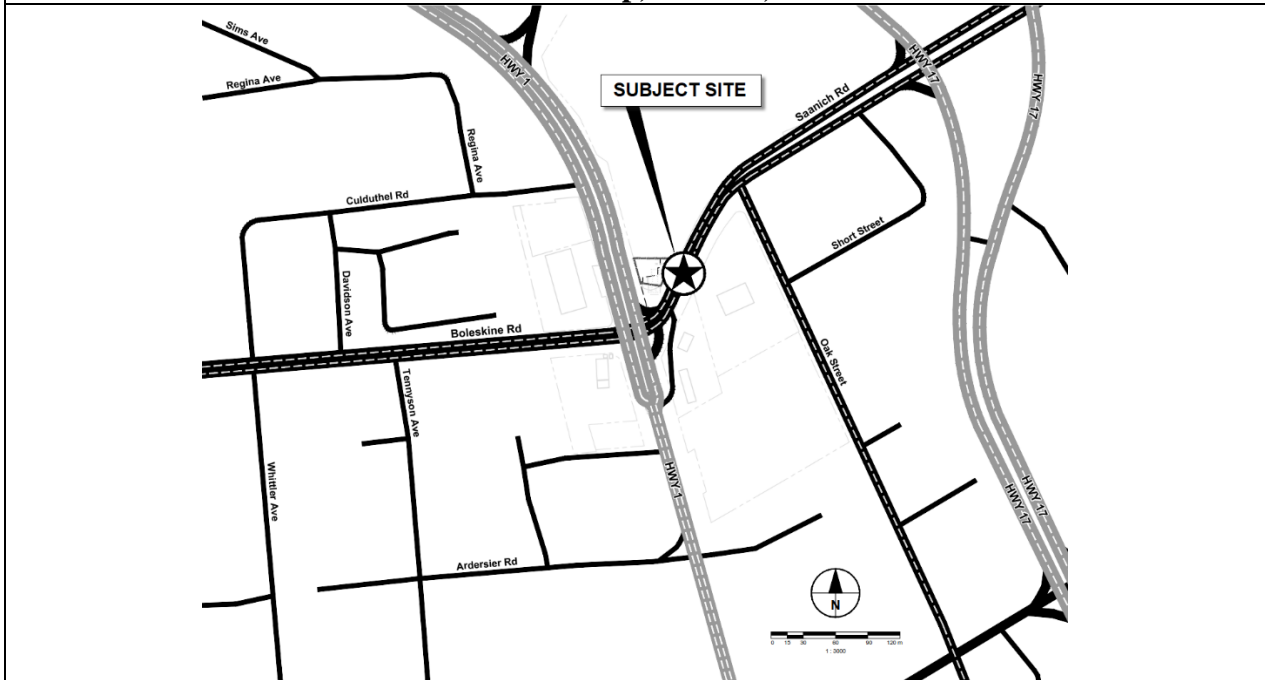 Sims Ave
HWY 1
HWY 17
SUBJECT SITE
Regina Ave
HWY 17
Saanich Rd
Regina Ave
Culduthel Rd
Short Street
Davidson Ave
Boleskine Rd
Oak Street
Tennyson Ave
Whittier Ave
HWY 1
HWY 17
HWY 17
Ardersier Rd
N
0 15 30 60 90 120 m
1 : 3000